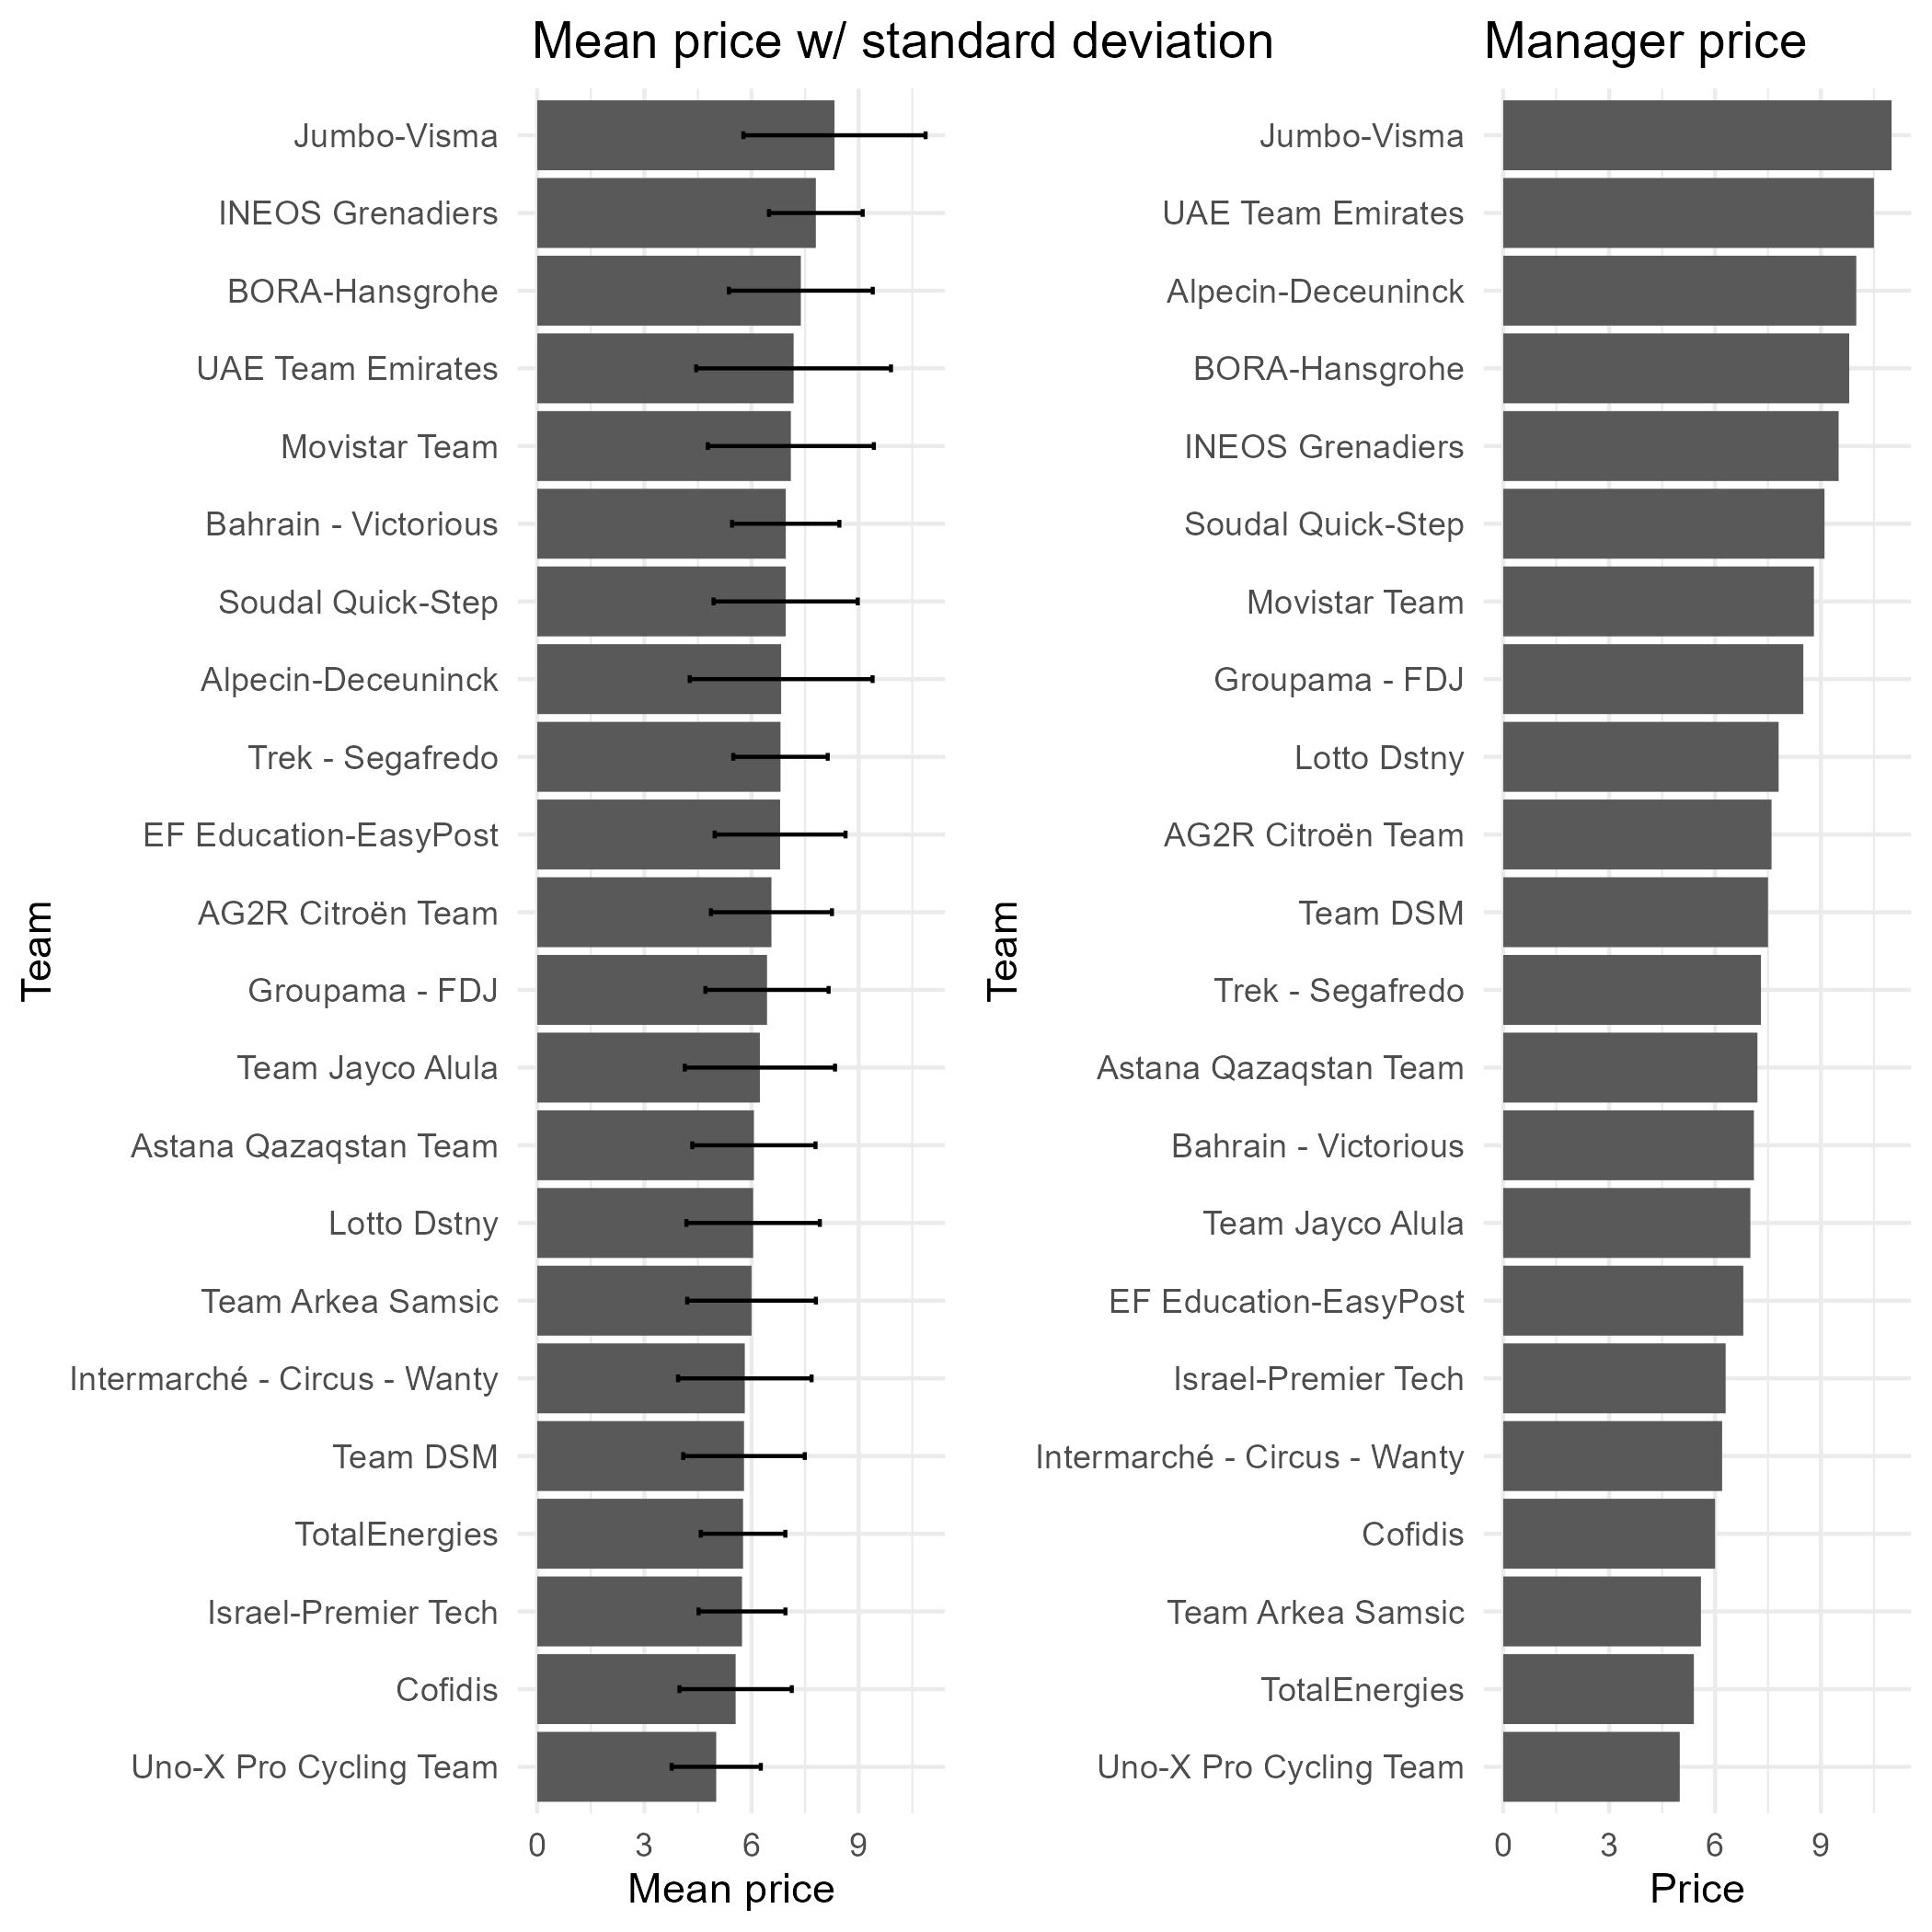 Mean price w/ standard deviation
Team
Jumbo-Visma
INEOS Grenadiers
BORA-Hansgrohe
UAE Team Emirates
Movistar Team
Bahrain - Victorious
Soudal Quick-Step
Alpecin-Deceuninck
Trek - Segafredo
EF Education-EasyPost
AG2R Citroën Team
Groupama - FDJ
Team Jayco Alula
Astana Qazaqstan Team
Lotto Dstny
Team Arkea Samsic
Intermarché - Circus - Wanty
Team DSM
TotalEnergies
Israel-Premier Tech
Cofidis
Uno-X Pro Cycling Team
0 3 6 9
Mean price
Manager price
Team
Jumbo-Visma
UAE Team Emirates
Alpecin-Deceuninck
BORA-Hansgrohe
INEOS Grenadiers
Soudal Quick-Step
Movistar Team
Groupama - FDJ
Lotto Dstny
AG2R Citroën Team
Team DSM
Trek - Segafredo
Astana Qazaqstan Team
Bahrain - Victorious
Team Jayco Alula
EF Education-EasyPost
Israel-Premier Tech
Intermarché - Circus - Wanty
Cofidis
Team Arkea Samsic
TotalEnergies
Uno-X Pro Cycling Team
0 3 6 9
Price